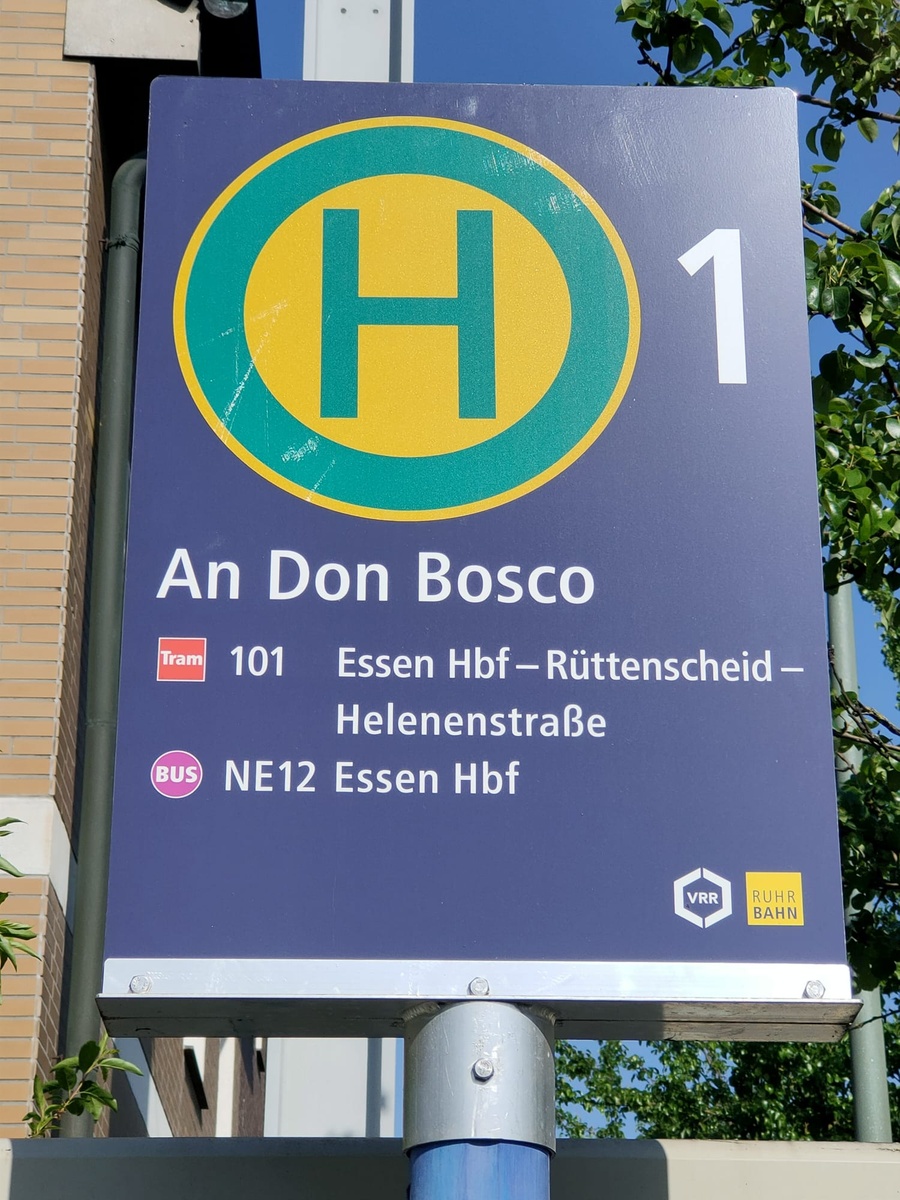 H
1
An Don Bosco
Tram 101 Essen Hbf – Rüttenscheid –
Helenenstraße
BUS NE12 Essen Hbf
VRR
RUHR
BAHN